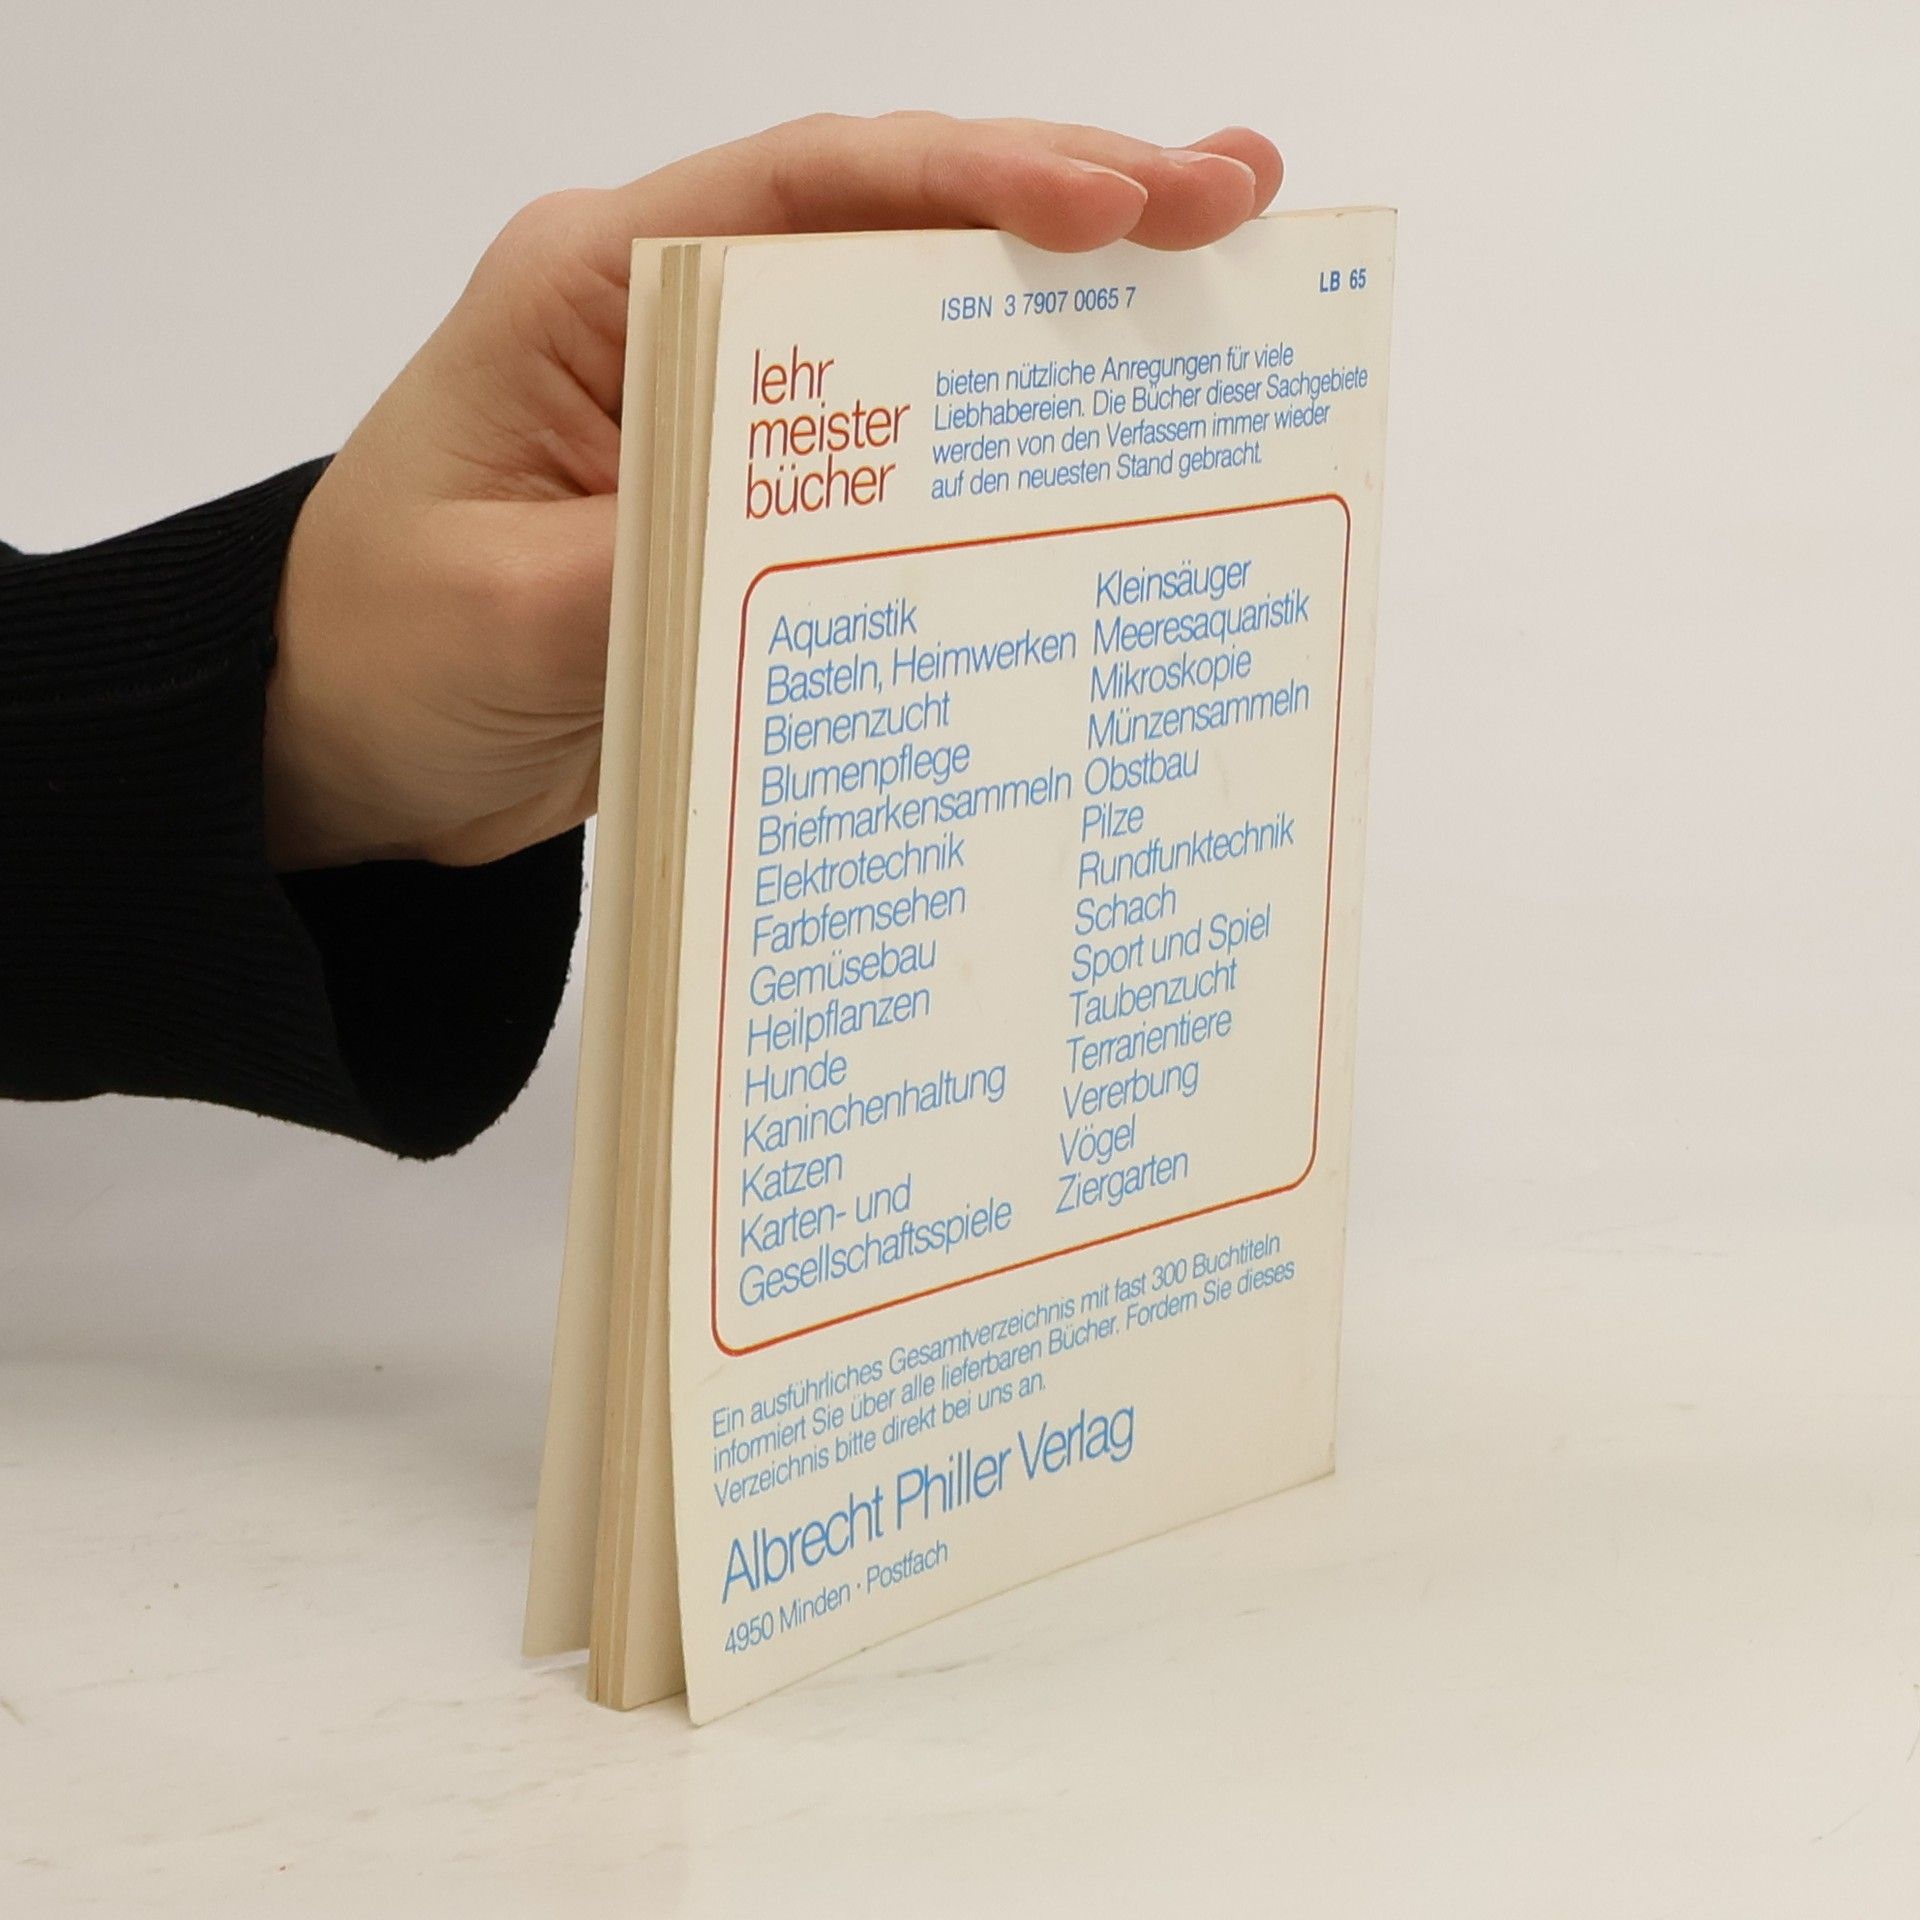 ISBN 3 7907 0065 7
LB 65
lehr
meister
bücher
bieten nützliche Anregungen für viele
Liebhabereien. Die Bücher dieser Sachgebiete
werden von den Verfassern immer wieder
auf den neuesten Stand gebracht.
Aquaristik
Basteln, Heimwerken
Bienenzucht
Blumenpflege
Briefmarkensammeln
Elektrotechnik
Farbfernsehen
Gemüsebau
Heilpflanzen
Hunde
Kaninchenhaltung
Katzen
Karten- und
Gesellschaftsspiele
Kleinsäuger
Meeresaquaristik
Mikroskopie
Münzensammeln
Obstbau
Pilze
Rundfunktechnik
Schach
Sport und Spiel
Taubenzucht
Terrarientiere
Vererbung
Vögel
Ziergarten
Ein ausführliches Gesamtverzeichnis mit fast 300 Buchtiteln
informiert Sie über alle lieferbaren Bücher. Fordern Sie dieses
Verzeichnis bitte direkt bei uns an.
Albrecht Philler Verlag
4950 Minden · Postfach